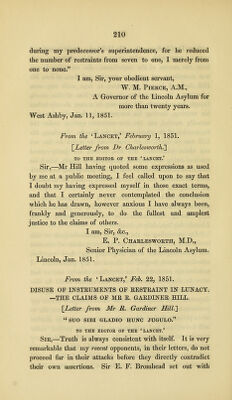 210
during my predecessor's superintendence, for he reduced
the number of restraints from seven to one, I merely from
one to none."
I am, Sir, your obedient servant,
W. M. Pierce, A.M.,
A Governor of the Lincoln Asylum for
more than twenty years.
West Ashby, Jan. 11, 1851.
From the 'Lancet,' February 1, 1851.
[Letter from Dr Charlesworth.]
TO THE EDITOR OF THE 'LANCET.'
Sir,—Mr Hill having quoted some expressions as used
by me at a public meeting, I feel called upon to say that
I doubt my having expressed myself in those exact terms,
and that I certainly never contemplated the conclusion
which he has drawn, however anxious I have always been,
frankly and generously, to do the fullest and amplest
justice to the claims of others.
I am, Sir, &c.,
E. P. Charlesworth, M.D.,
Senior Physician of the Lincoln Asylum.
Lincoln, Jan. 1851.
From the 'Lancet,' Feb. 22, 1851.
DISUSE OF INSTRUMENTS OF RESTRAINT IN LUNACY.
—THE CLAIMS OF MR R. GARDINER HILL.
[Letter from Mr R. Gardiner Hill.]
"SUO SIBI GLADIO HUNC JUGULO."
TO THE EDITOR OF THE 'LANCET.'
Sir,—Truth is always consistent with itself. It is very
remarkable that my recent opponents, in their letters, do not
proceed far in their attacks before they directly contradict
their own assertions. Sir E. F. Bromhead set out with